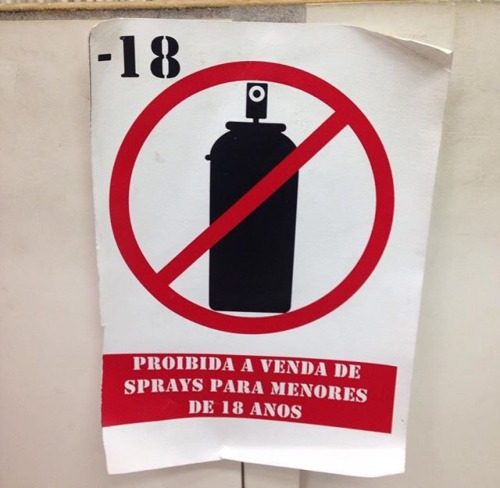 -18
PROIBIDA A VENDA DE
SPRAYS PARA MENORES
DE 18 ANOS